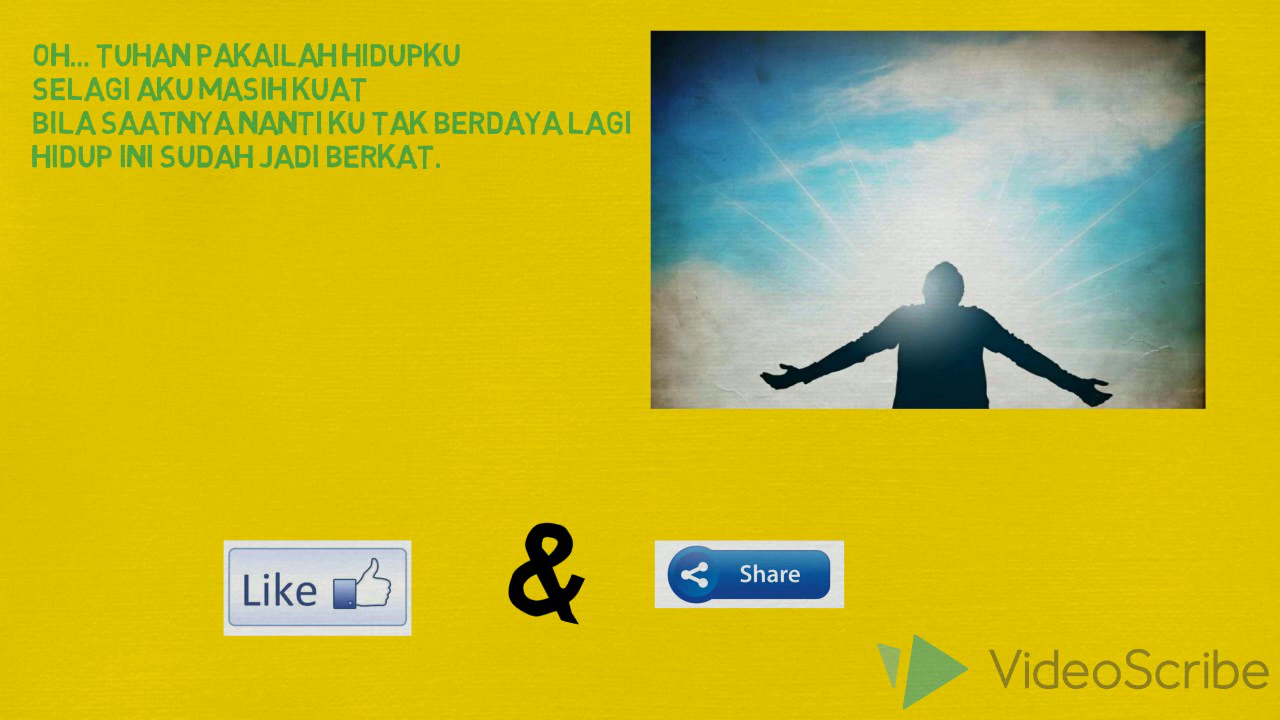 OH... TUHAN PAKAILAH HIDUPKU
SELAGI AKU MASIH KUAT
BILA SAATNYA NANTI KU TAK BERDAYA LAGI
HIDUP INI SUDAH JADI BERKAT.
Like
&
Share
VideoScribe